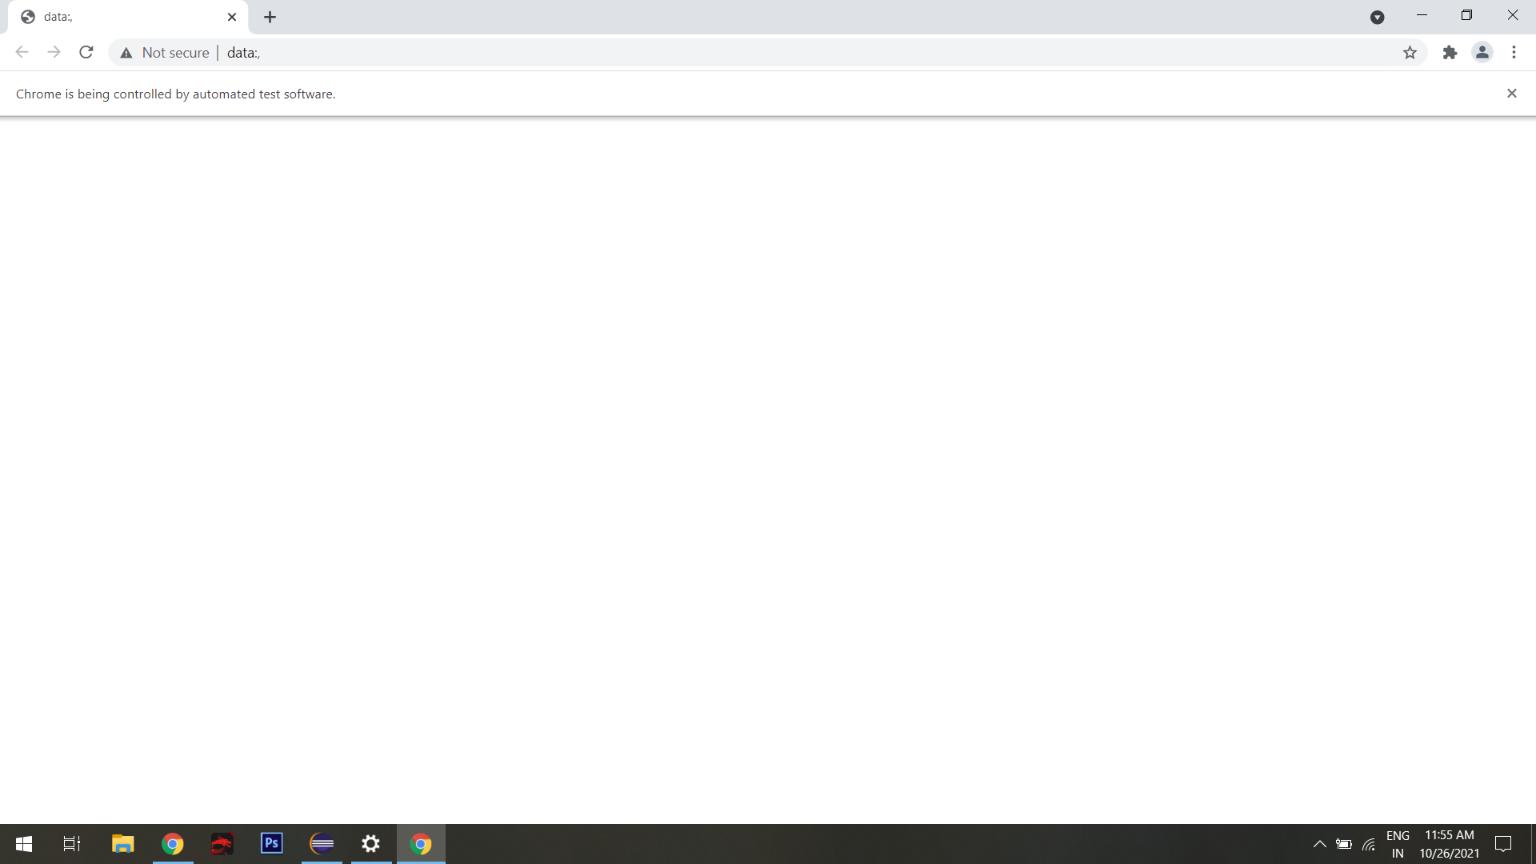 data:,
Not secure | data:,
Chrome is being controlled by automated test software.
Ps
ENG
IN
11:55 AM
10/26/2021